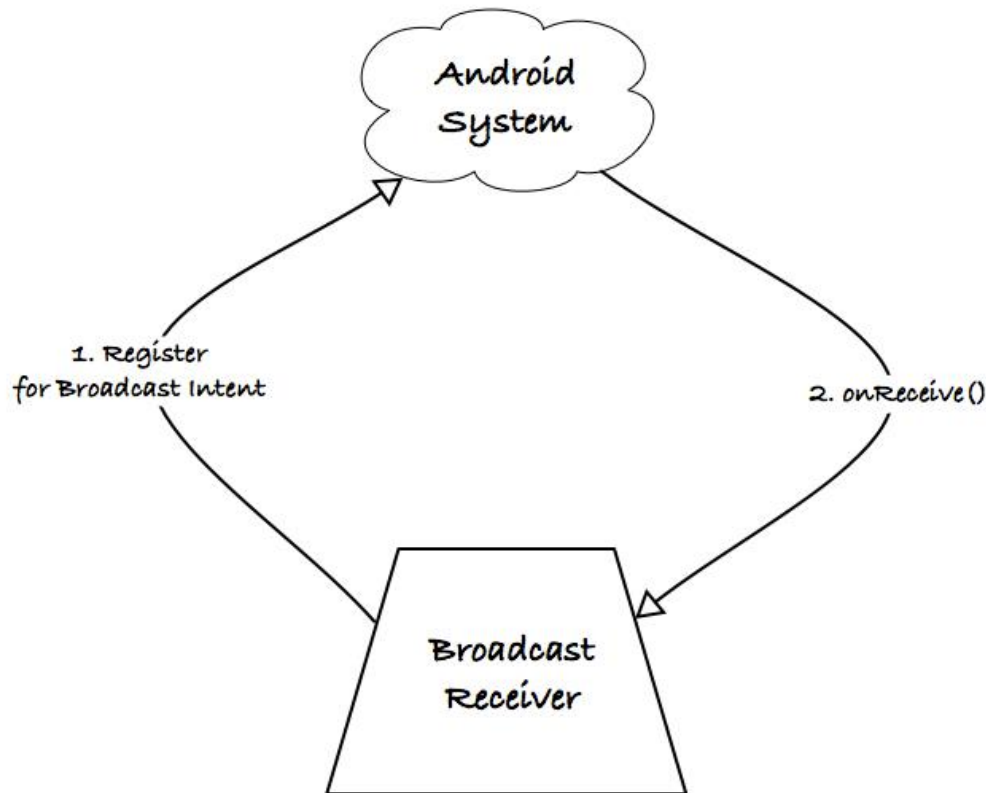 Android
System
1. Register
for Broadcast Intent
2. onReceive()
Broadcast
Receiver